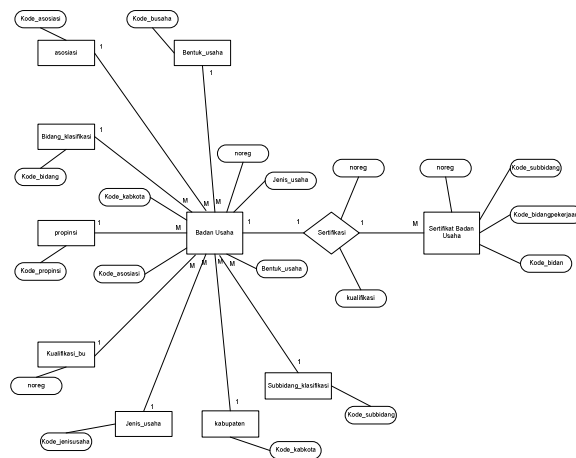 Kode_asosiasi
Kode_busaha
asosiasi
1
Bentuk_usaha
1
Bidang_klasifikasi
1
noreg
noreg
noreg
Kode_subbidang
Kode_bidang
Jenis_usaha
Kode_kabkota
M
M
M
M
propinsi
1
M
Badan Usaha
1
1
Sertifikasi
1
M
Sertifikat Badan
Usaha
Kode_bidangpekerjaan
Kode_propinsi
Kode_asosiasi
Bentuk_usaha
Kode_bidan
M
M
M
M
kualifikasi
Kualifikasi_bu
1
noreg
1
Subbidang_klasifikasi
Kode_subbidang
1
Jenis_usaha
1
kabupaten
Kode_jenisusaha
Kode_kabkota